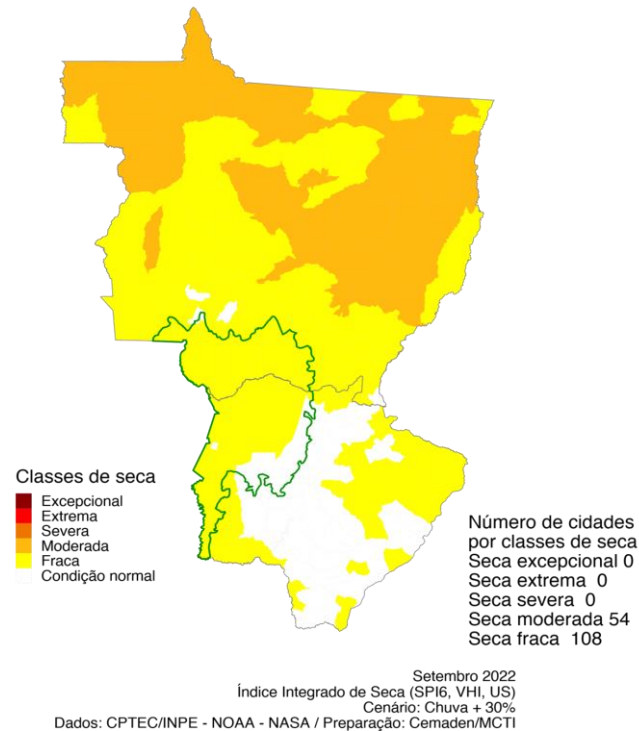 Classes de seca
Excepcional
Extrema
Severa
Moderada
Fraca
Condição normal
Número de cidades
por classes de seca
Seca excepcional 0
Seca extrema 0
Seca severa 0
Seca moderada 54
Seca fraca 108
Setembro 2022
Índice Integrado de Seca (SPI6, VHI, US)
Cenário: Chuva + 30%
Dados: CPTEC/INPE - NOAA - NASA / Preparação: Cemaden/MCTI